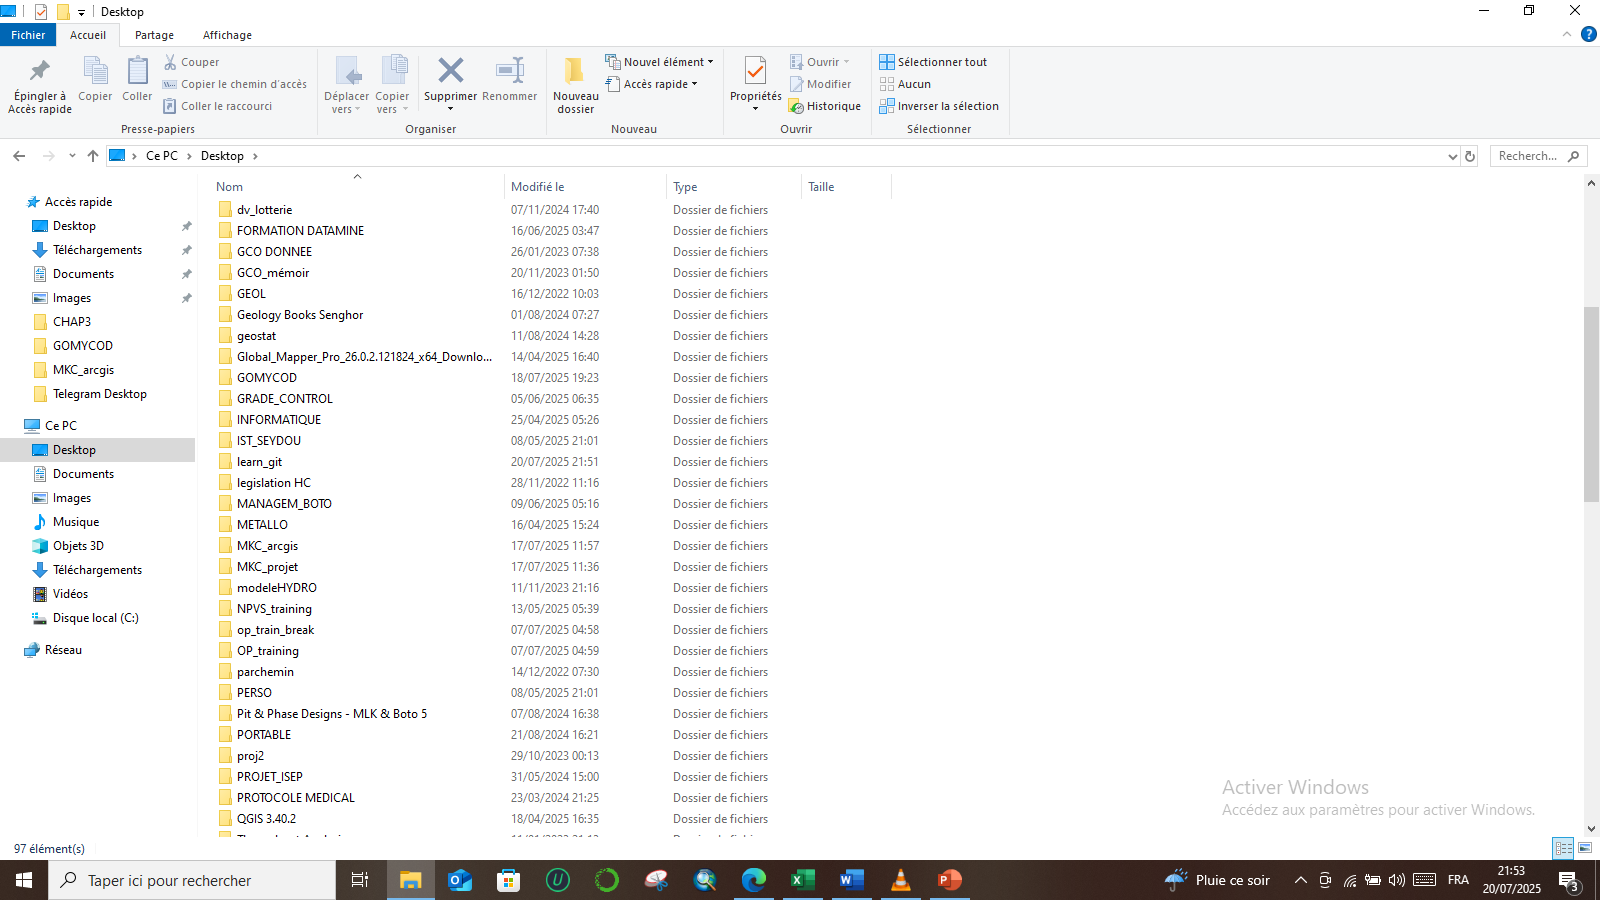 Desktop
Fichier Accueil Partage Affichage
Épingler à Accès rapide
Copier
Coller
Couper
Copier le chemin d'accès
Coller le raccourci
Presse-papiers
Déplacer vers
Copier vers
Supprimer
Renommer
Organiser
Nouveau dossier
Nouvel élément
Accès rapide
Nouveau
Propriétés
Ouvrir
Modifier
Historique
Ouvrir
Sélectionner tout
Aucun
Inverser la sélection
Sélectionner
Ce PC > Desktop >
Recherch...
Accès rapide
Desktop
Téléchargements
Documents
Images
CHAP3
GOMYCOD
MKC_arcgis
Telegram Desktop
Ce PC
Desktop
Documents
Images
Musique
Objets 3D
Téléchargements
Vidéos
Disque local (C:)
Réseau
Nom Modifié le Type Taille
dv_lotterie 07/11/2024 17:40 Dossier de fichiers
FORMATION DATAMINE 16/06/2025 03:47 Dossier de fichiers
GCO DONNEE 26/01/2023 07:38 Dossier de fichiers
GCO_mémoir 20/11/2023 01:50 Dossier de fichiers
GEOL 16/12/2022 10:03 Dossier de fichiers
Geology Books Senghor 01/08/2024 07:27 Dossier de fichiers
geostat 11/08/2024 14:28 Dossier de fichiers
Global_Mapper_Pro_26.0.2.121824_x64_Downlo... 14/04/2025 16:40 Dossier de fichiers
GOMYCOD 18/07/2025 19:23 Dossier de fichiers
GRADE_CONTROL 05/06/2025 06:35 Dossier de fichiers
INFORMATIQUE 25/04/2025 05:26 Dossier de fichiers
IST_SEYDOU 08/05/2025 21:01 Dossier de fichiers
learn_git 20/07/2025 21:51 Dossier de fichiers
legislation HC 28/11/2022 11:16 Dossier de fichiers
MANAGEM_BOTO 09/06/2025 05:16 Dossier de fichiers
METALLO 16/04/2025 15:24 Dossier de fichiers
MKC_arcgis 17/07/2025 11:57 Dossier de fichiers
MKC_projet 17/07/2025 11:36 Dossier de fichiers
modeleHYDRO 11/11/2023 21:16 Dossier de fichiers
NPVS_training 13/05/2025 05:39 Dossier de fichiers
op_train_break 07/07/2025 04:58 Dossier de fichiers
OP_training 07/07/2025 04:59 Dossier de fichiers
parchemin 14/12/2022 07:30 Dossier de fichiers
PERSO 08/05/2025 21:01 Dossier de fichiers
Pit & Phase Designs - MLK & Boto 5 07/08/2024 16:38 Dossier de fichiers
PORTABLE 21/08/2024 16:21 Dossier de fichiers
proj2 29/10/2023 00:13 Dossier de fichiers
PROJET_ISEP 31/05/2024 15:00 Dossier de fichiers
PROTOCOLE MEDICAL 23/03/2024 21:25 Dossier de fichiers
QGIS 3.40.2 18/04/2025 16:35 Dossier de fichiers
Activer Windows
Accédez aux paramètres pour activer Windows.
97 élément(s)
Taper ici pour rechercher
Pluie ce soir
FRA
21:53
20/07/2025
3